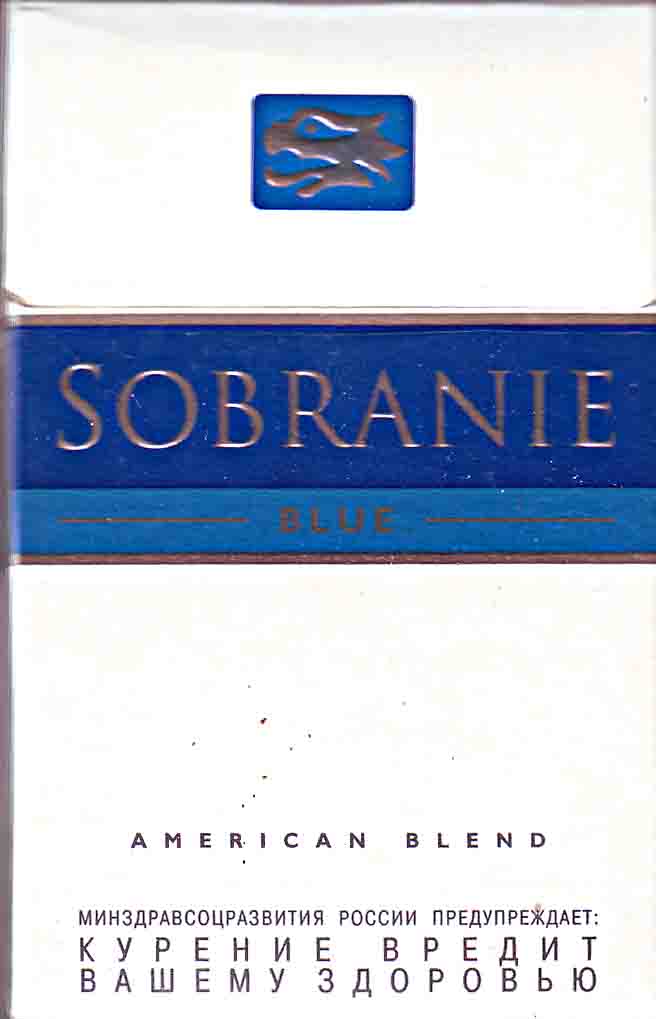 SOBRANIE
BLUE
AMERICAN BLEND
МИНЗДРАВСОЦРАЗВИТИЯ РОССИИ ПРЕДУПРЕЖДАЕТ:
КУРЕНИЕ ВРЕДИТ
ВАШЕМУ ЗДОРОВЬЮ